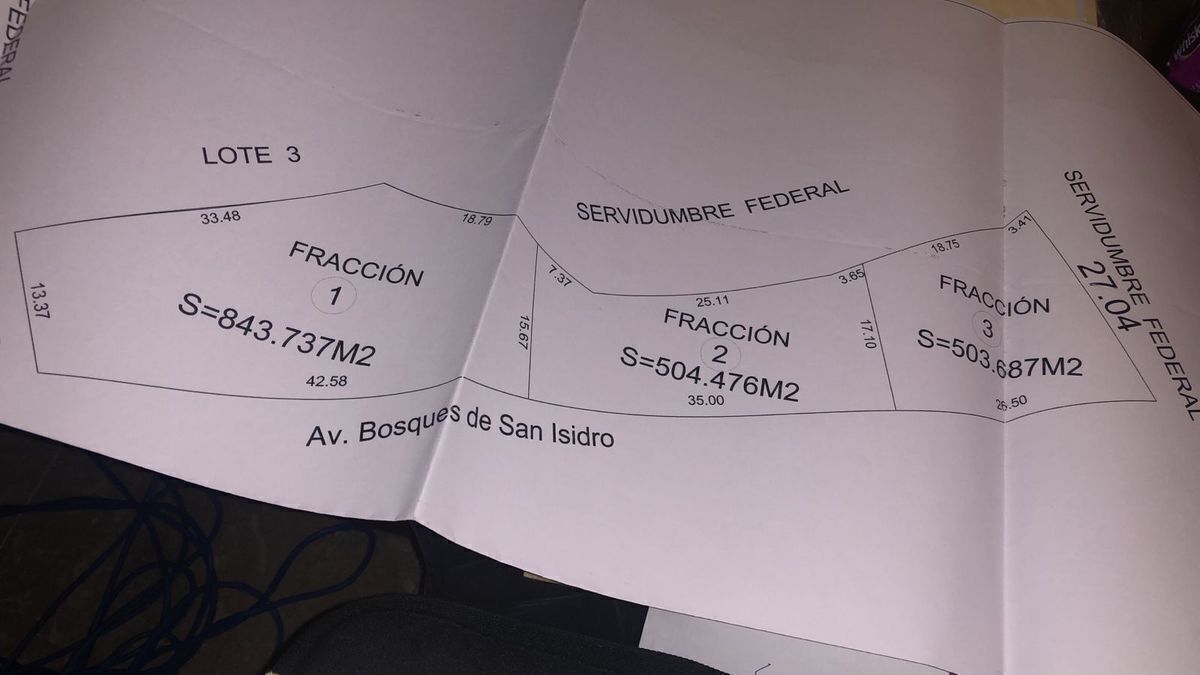 FEDERAL
LOTE 3
33.48
18.79
13.37
FRACCIÓN
1
S=843.737M2
42.58
SERVIDUMBRE FEDERAL
7.37
25.11
3.65
15.67
FRACCIÓN
2
S=504.476M2
35.00
17.10
18.75
3.41
FRACCIÓN
3
S=503.687M2
26.50
SERVIDUMBRE FEDERAL
27.04
Av. Bosques de San Isidro